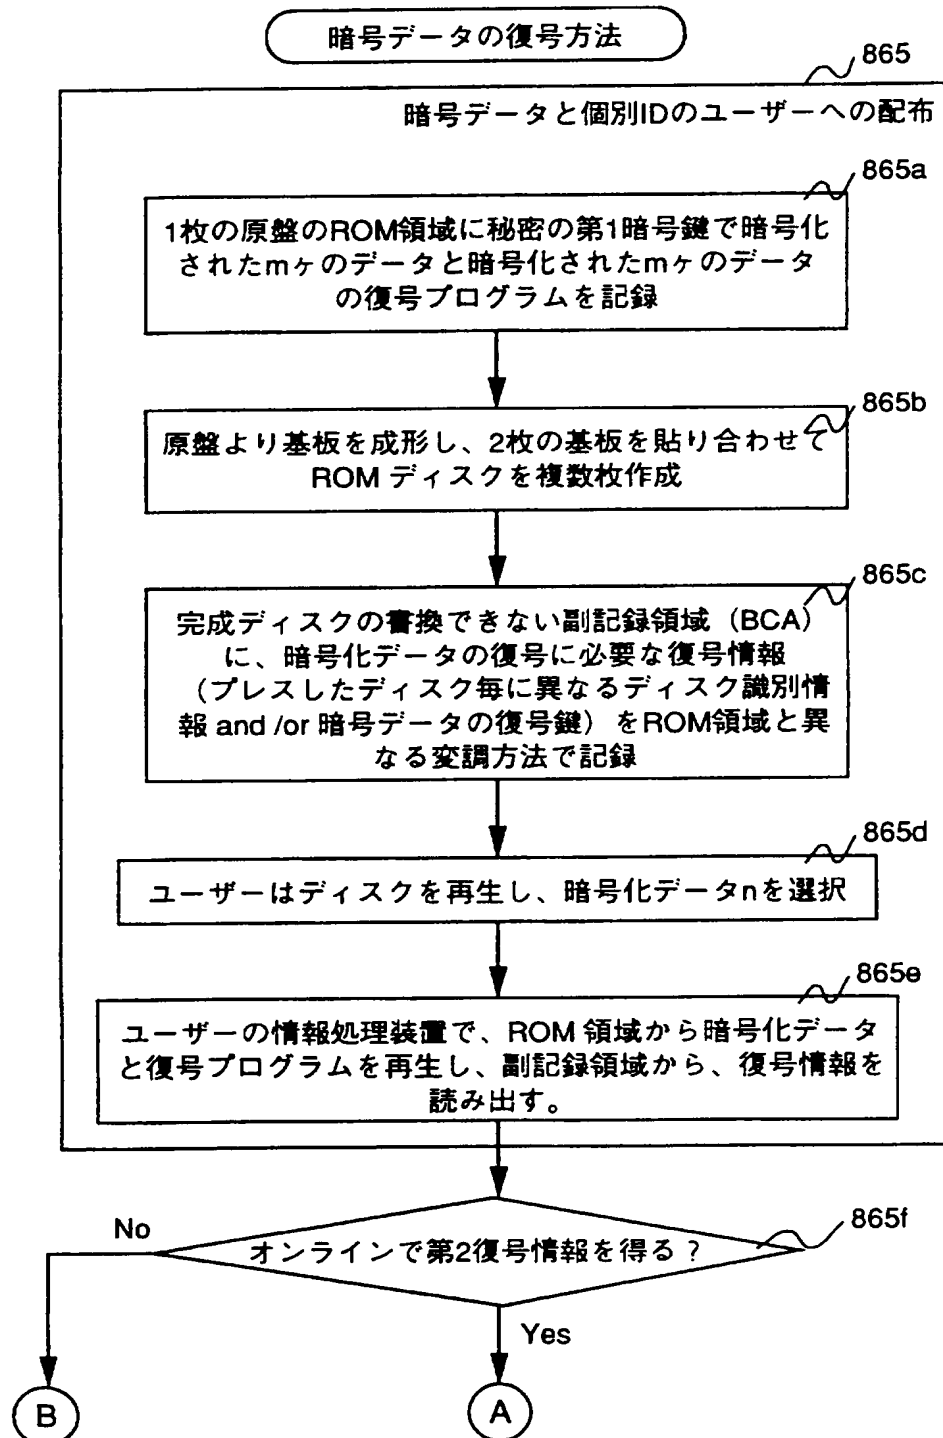 暗号データの復号方法
865
暗号データと個別IDのユーザーへの配布
865a
1枚の原盤のROM領域に秘密の第1暗号鍵で暗号化
されたmヶのデータと暗号化されたmヶのデータ
の復号プログラムを記録
865b
原盤より基板を成形し、2枚の基板を貼り合わせて
ROM ディスクを複数枚作成
865c
完成ディスクの書換できない副記録領域（BCA）
に、暗号化データの復号に必要な復号情報
（プレスしたディスク毎に異なるディスク識別情
報 and /or 暗号データの復号鍵）をROM領域と異
なる変調方法で記録
865d
ユーザーはディスクを再生し、暗号化データnを選択
865e
ユーザーの情報処理装置で、ROM 領域から暗号化データ
と復号プログラムを再生し、副記録領域から、復号情報を
読み出す。
865f
オンラインで第2復号情報を得る？
No
Yes
B
A